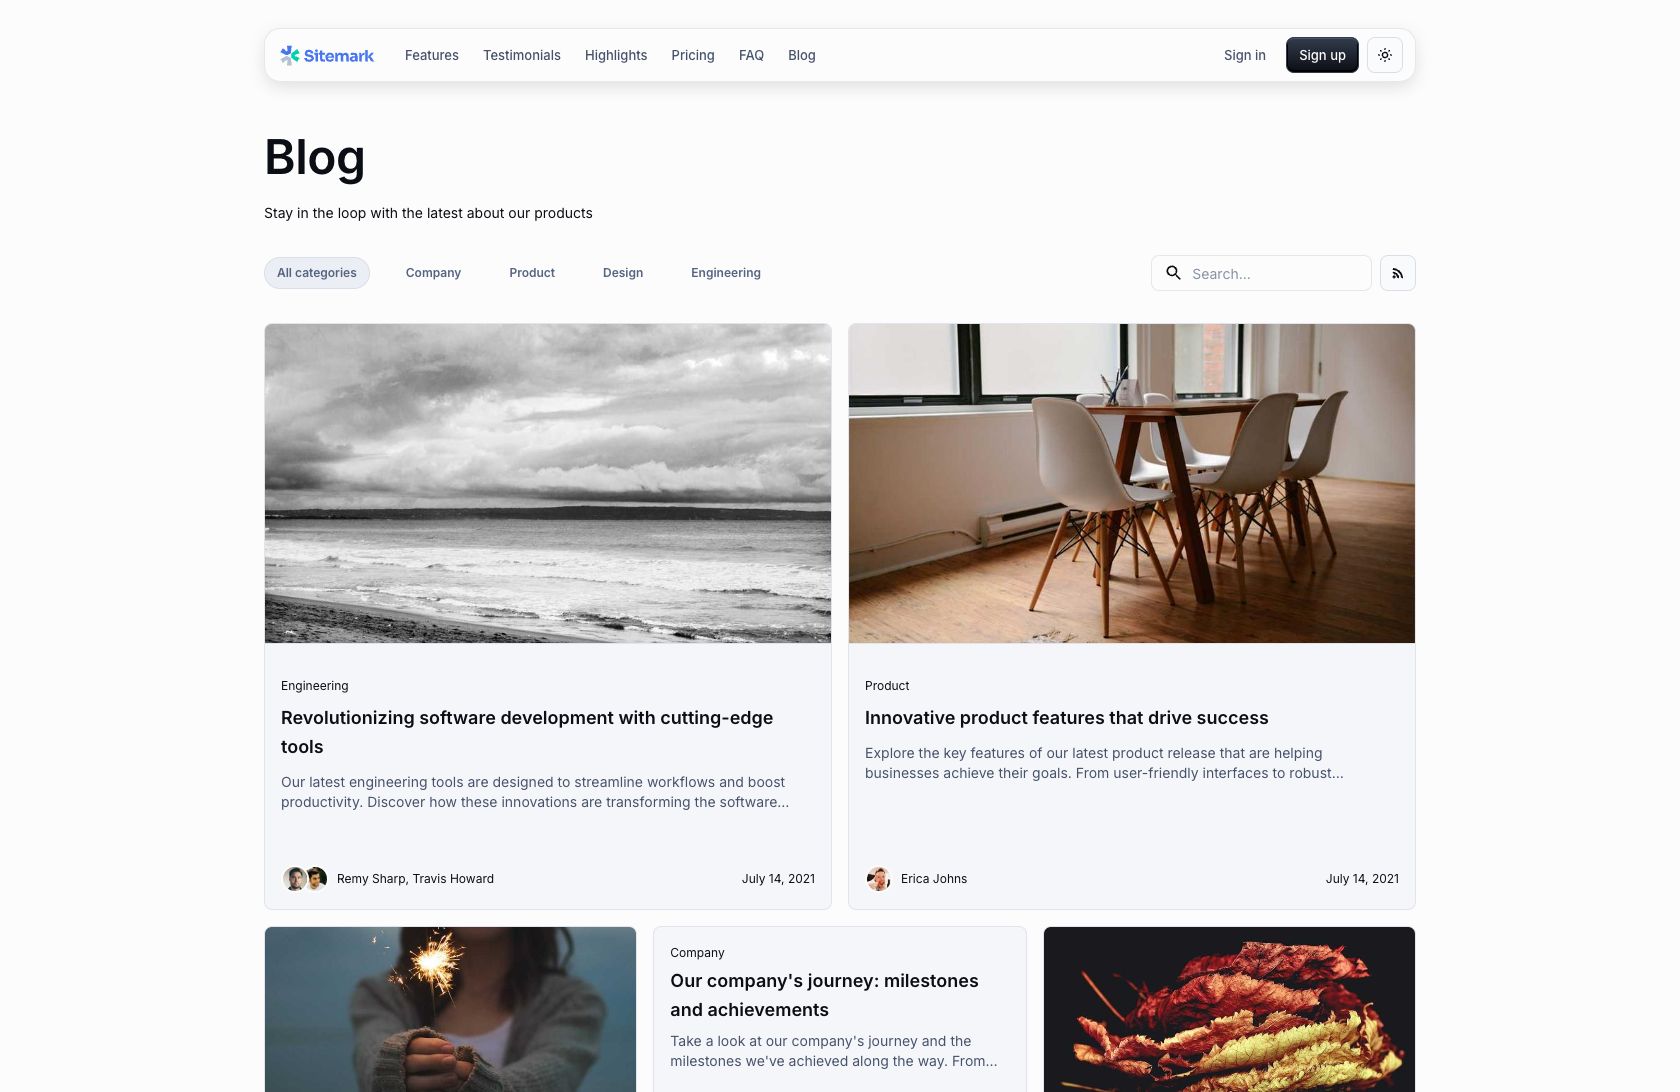 Sitemark
Features
Testimonials
Highlights
Pricing
FAQ
Blog
Sign in
Sign up
Blog
Stay in the loop with the latest about our products
All categories
Company
Product
Design
Engineering
Search...
Engineering
Revolutionizing software development with cutting-edge
tools
Our latest engineering tools are designed to streamline workflows and boost
productivity. Discover how these innovations are transforming the software...
Remy Sharp, Travis Howard
July 14, 2021
Product
Innovative product features that drive success
Explore the key features of our latest product release that are helping
businesses achieve their goals. From user-friendly interfaces to robust...
Erica Johns
July 14, 2021
Company
Our company's journey: milestones
and achievements
Take a look at our company's journey and the
milestones we've achieved along the way. From...